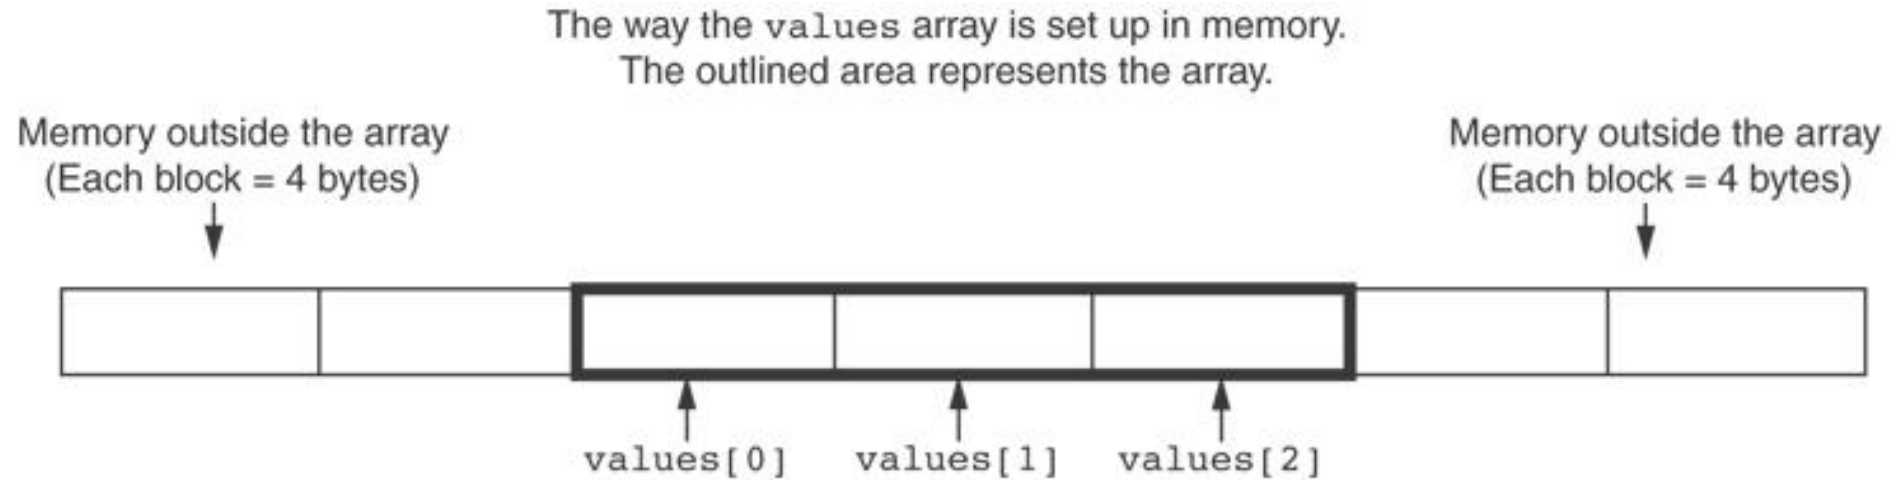 The way the values array is set up in memory.
The outlined area represents the array.
Memory outside the array
(Each block = 4 bytes)
Memory outside the array
(Each block = 4 bytes)
values[0]
values[1]
values[2]